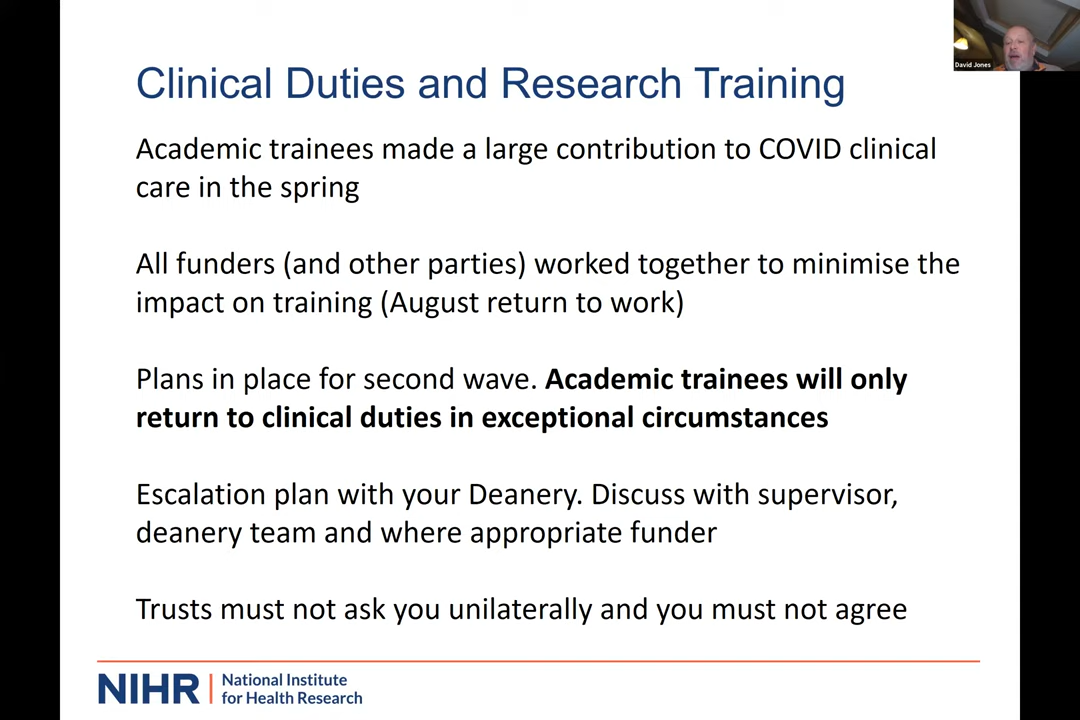 David Jones
Clinical Duties and Research Training
Academic trainees made a large contribution to COVID clinical
care in the spring
All funders (and other parties) worked together to minimise the
impact on training (August return to work)
Plans in place for second wave. Academic trainees will only
return to clinical duties in exceptional circumstances
Escalation plan with your Deanery. Discuss with supervisor,
deanery team and where appropriate funder
Trusts must not ask you unilaterally and you must not agree
NIHR | National Institute
for Health Research